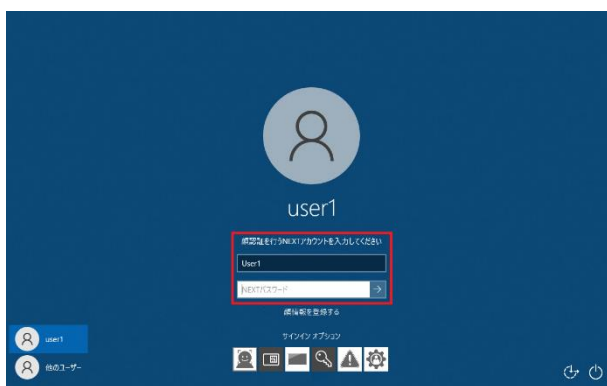 user1
顔認証を行うNEXTアカウントを入力してください
User1
NEXTパスワード
顔情報を登録する
サインイン オプション
user1
他のユーザー